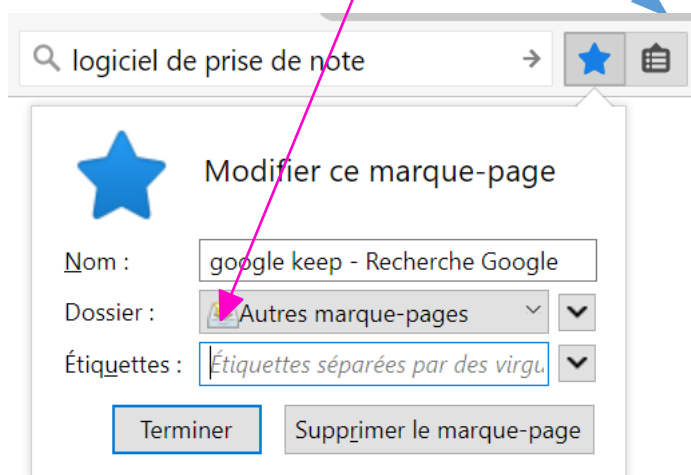 logiciel de prise de note
Modifier ce marque-page
Nom : google keep - Recherche Google
Dossier : Autres marque-pages
Étiquettes : Étiquettes séparées par des virgu
Terminer Supprimer le marque-page